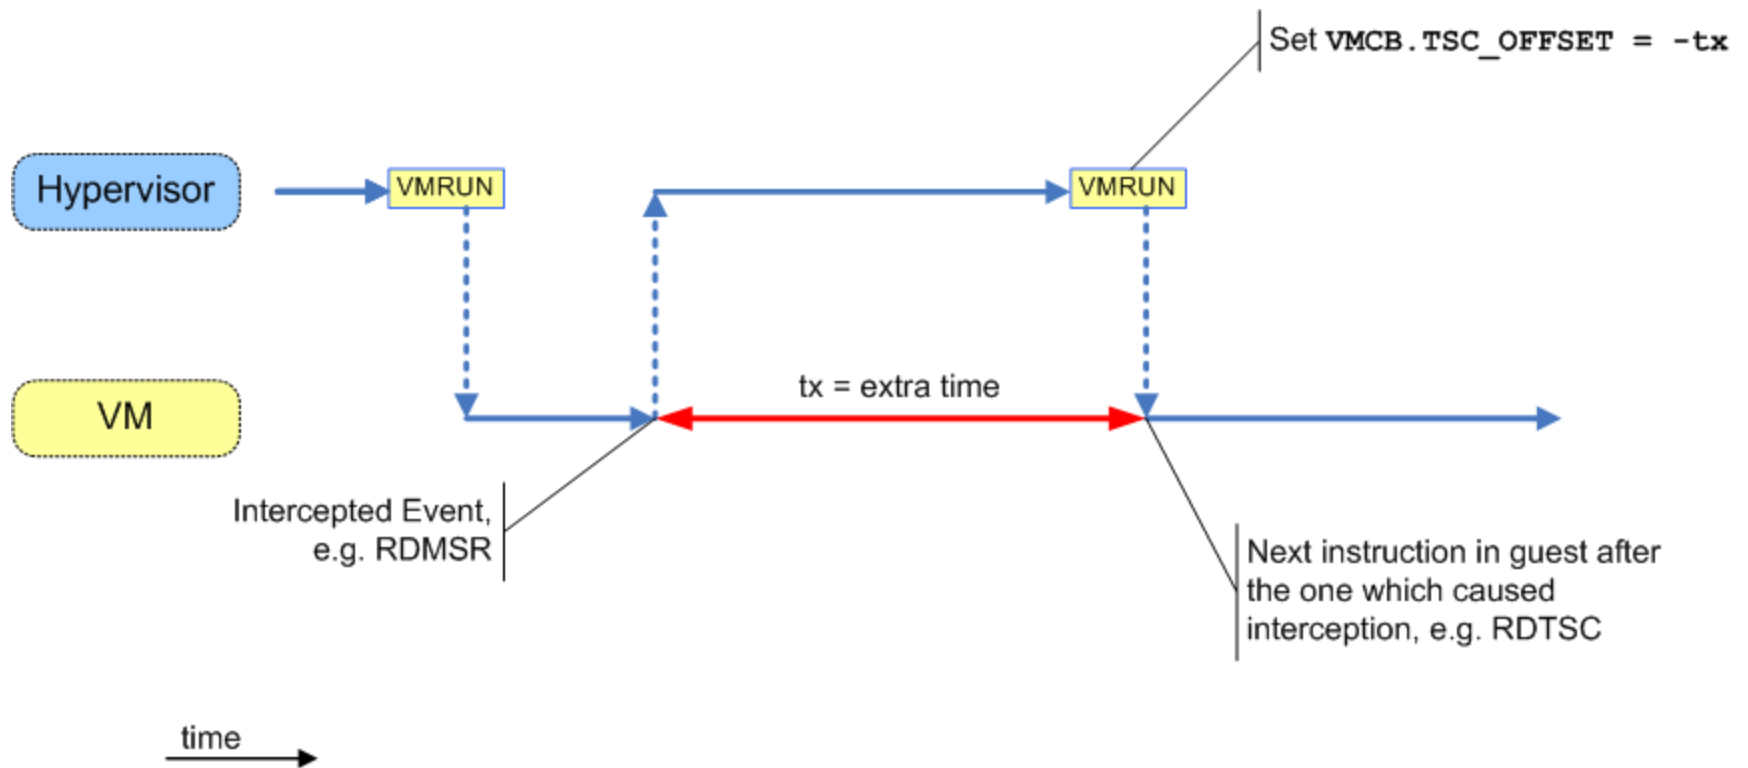 Set VMCB.TSC_OFFSET = -tx
Hypervisor
VMRUN
VMRUN
tx = extra time
VM
Intercepted Event,
e.g. RDMSR
Next instruction in guest after
the one which caused
interception, e.g. RDTSC
time